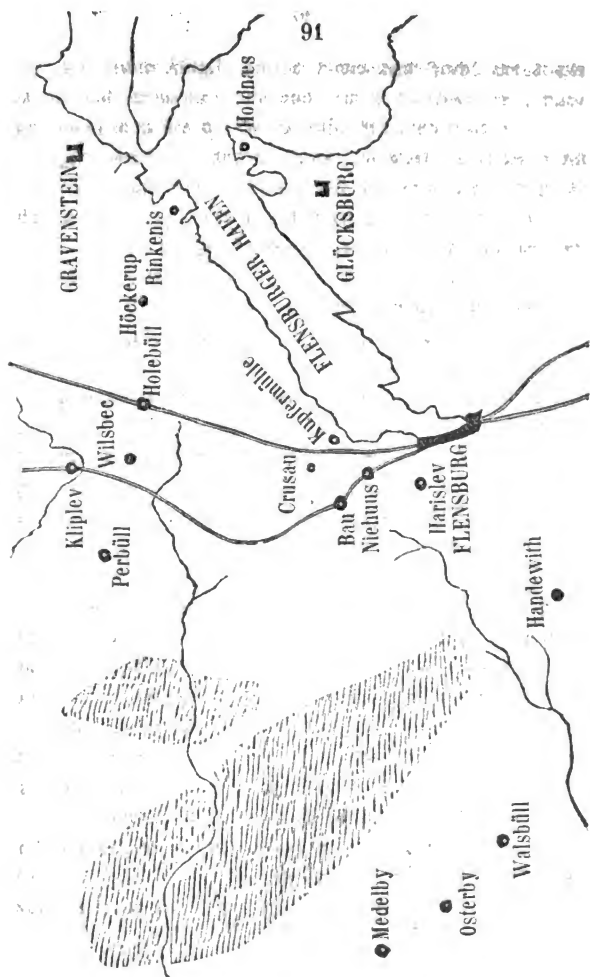 91
GRAVENSTEIN
Höckerup
Rinkenis
Holdnæs
GLÜCKSBURG
FLENSBURGER HAFEN
Holebüll
Wilsbec
Kliplev
Perbüll
Kupfermühle
Crusau
Bau
Niehuus
Harislev
FLENSBURG
Handewith
Medelby
Osterby
Walsbüll